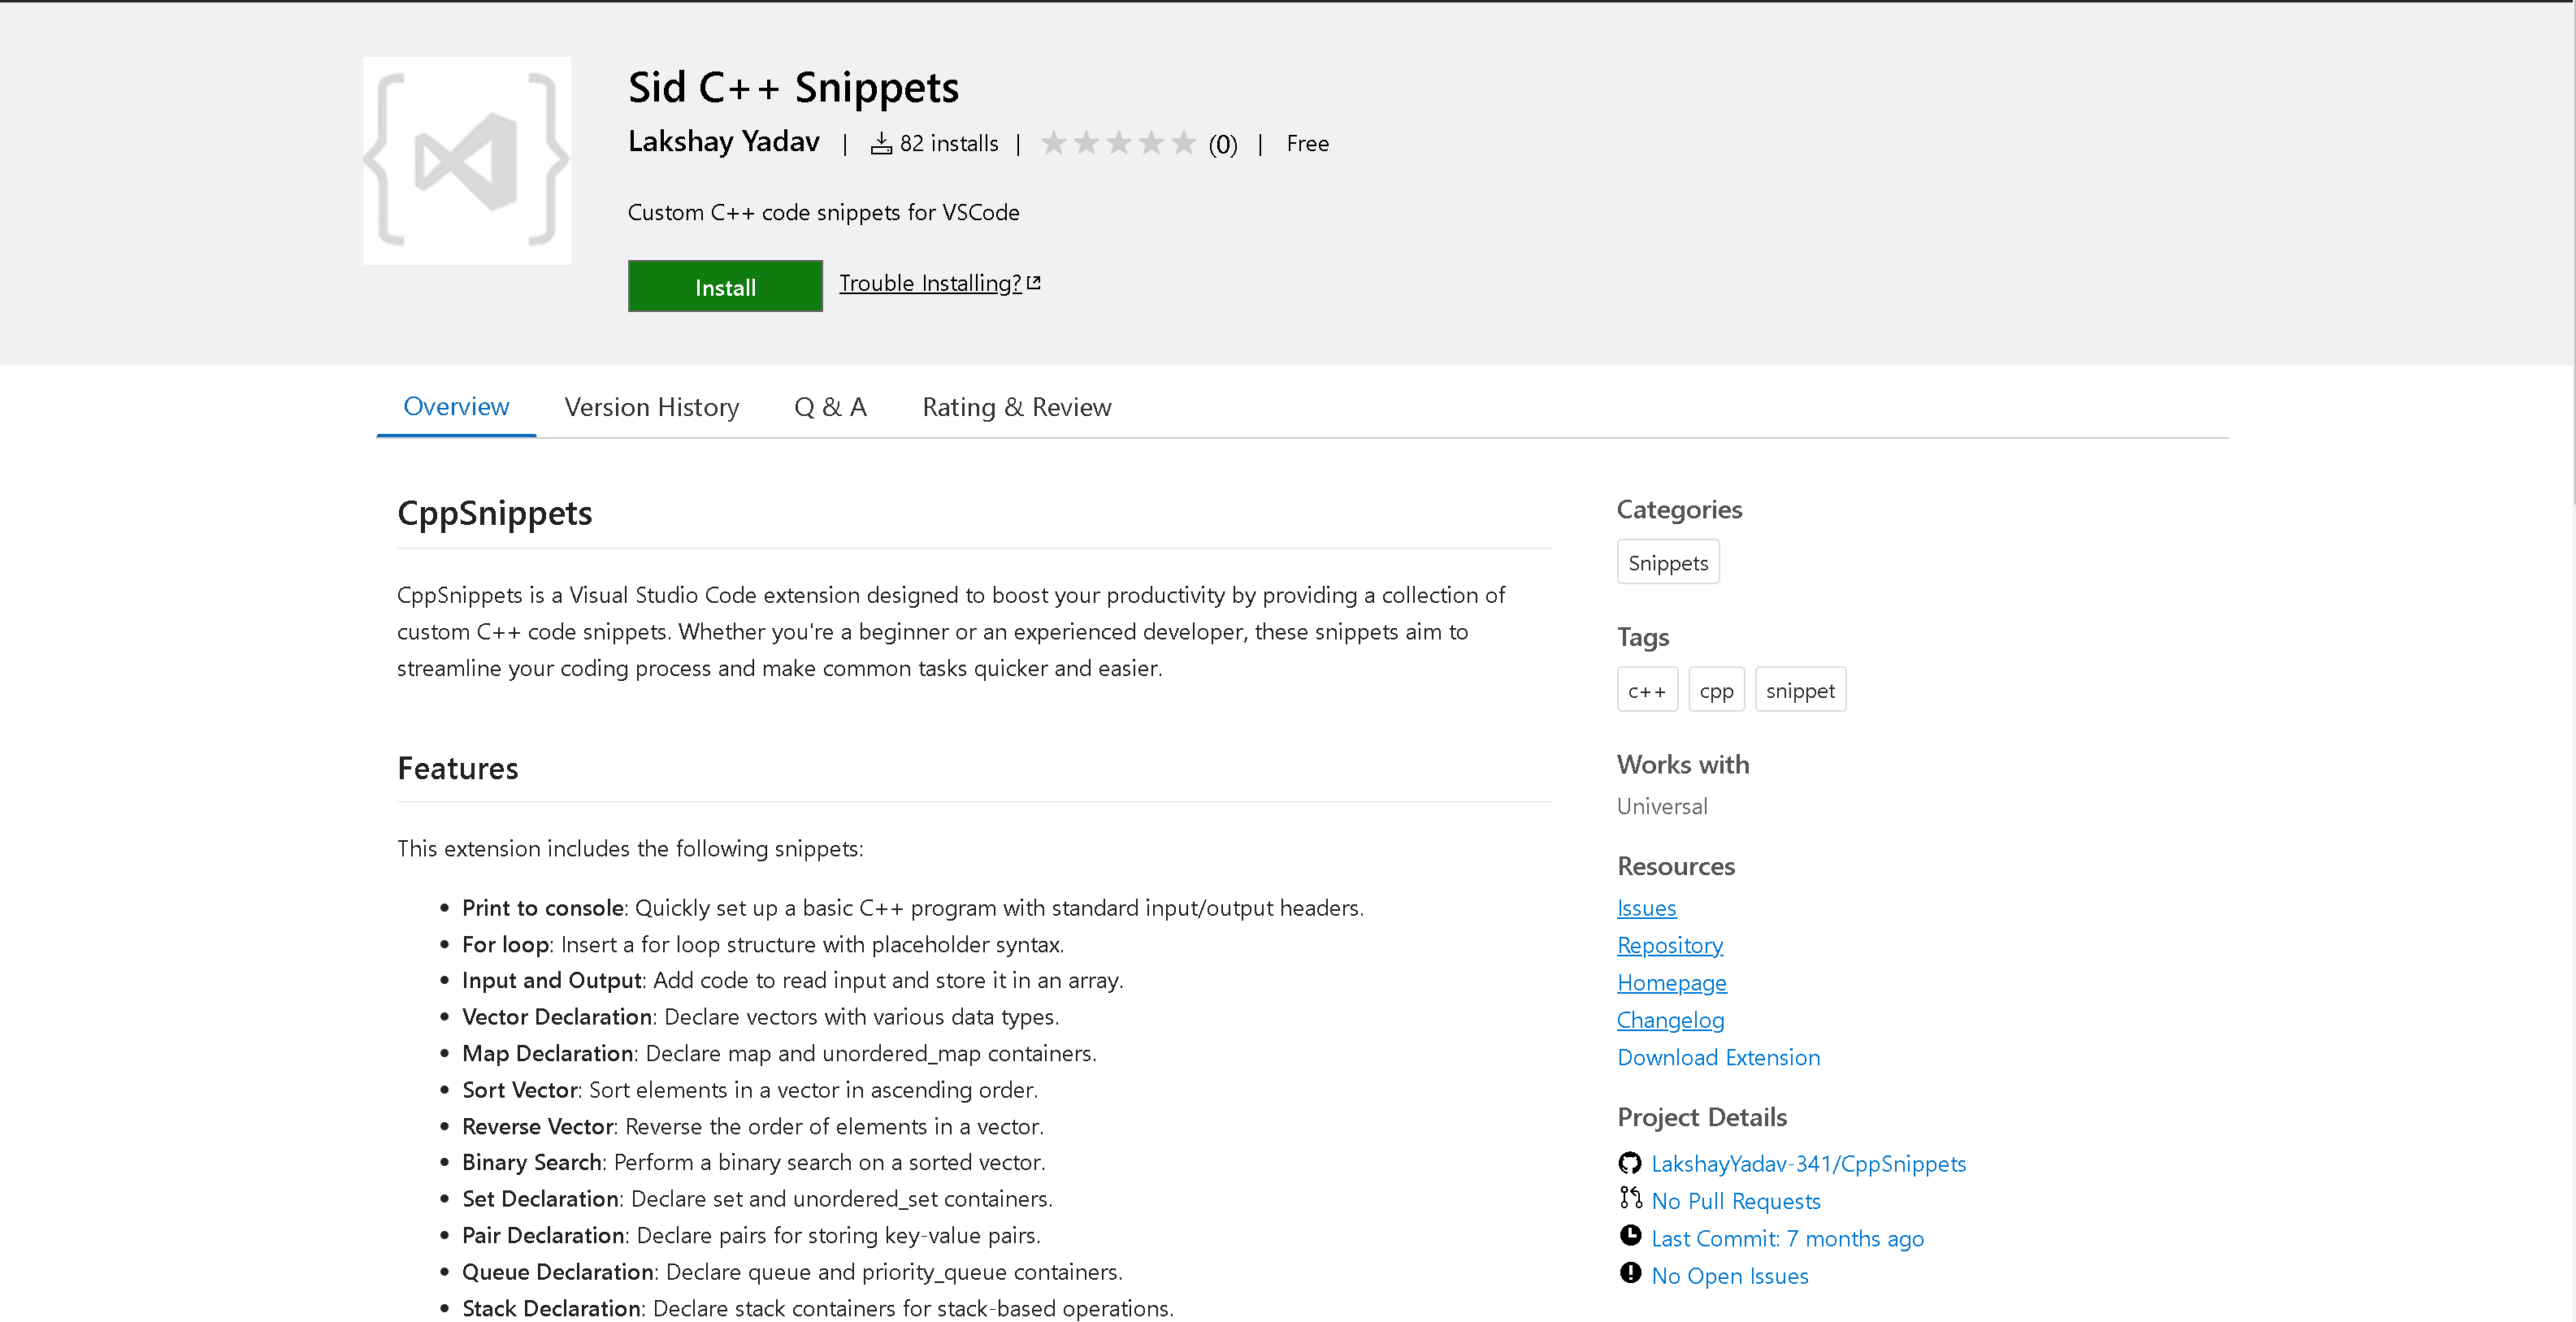 Sid C++ Snippets
Lakshay Yadav | 82 installs | (0) | Free
Custom C++ code snippets for VSCode
Install Trouble Installing?
Overview Version History Q & A Rating & Review
CppSnippets
CppSnippets is a Visual Studio Code extension designed to boost your productivity by providing a collection of
custom C++ code snippets. Whether you're a beginner or an experienced developer, these snippets aim to
streamline your coding process and make common tasks quicker and easier.
Features
This extension includes the following snippets:
• Print to console: Quickly set up a basic C++ program with standard input/output headers.
• For loop: Insert a for loop structure with placeholder syntax.
• Input and Output: Add code to read input and store it in an array.
• Vector Declaration: Declare vectors with various data types.
• Map Declaration: Declare map and unordered_map containers.
• Sort Vector: Sort elements in a vector in ascending order.
• Reverse Vector: Reverse the order of elements in a vector.
• Binary Search: Perform a binary search on a sorted vector.
• Set Declaration: Declare set and unordered_set containers.
• Pair Declaration: Declare pairs for storing key-value pairs.
• Queue Declaration: Declare queue and priority_queue containers.
• Stack Declaration: Declare stack containers for stack-based operations.
Categories
Snippets
Tags
c++ cpp snippet
Works with
Universal
Resources
Issues
Repository
Homepage
Changelog
Download Extension
Project Details
LakshayYadav-341/CppSnippets
No Pull Requests
Last Commit: 7 months ago
No Open Issues